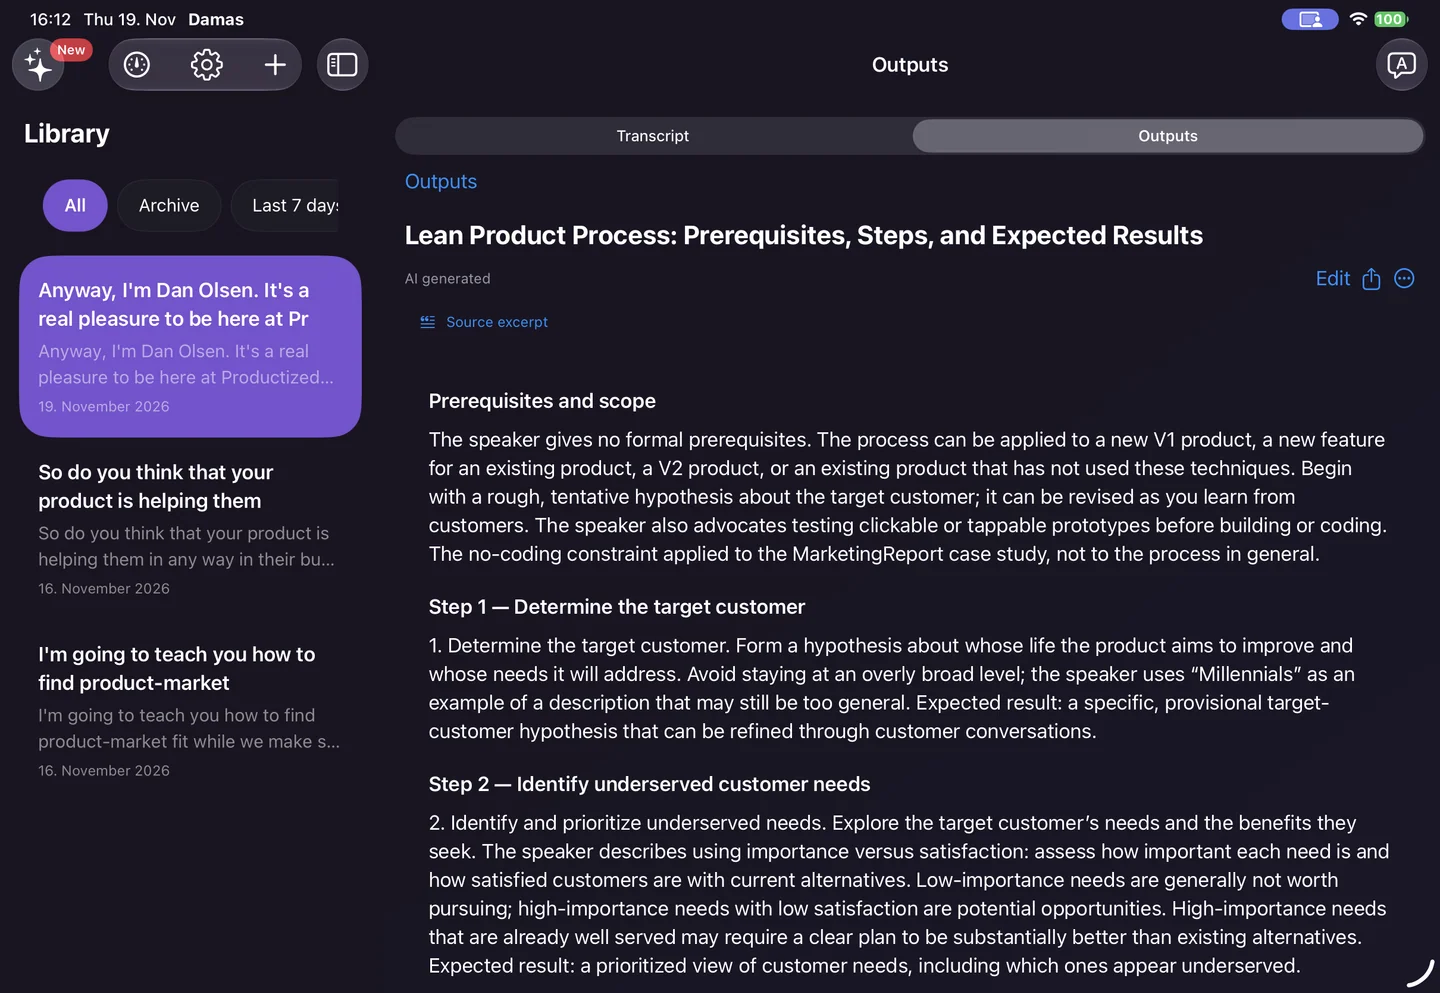 16:12 Thu 19. Nov Damas
100
New
Outputs
A
Library
All
Archive
Last 7 days
Anyway, I'm Dan Olsen. It's a
real pleasure to be here at Pr
Anyway, I'm Dan Olsen. It's a real
pleasure to be here at Productized...
19. November 2026
So do you think that your
product is helping them
So do you think that your product is
helping them in any way in their bu...
16. November 2026
I'm going to teach you how to
find product-market
I'm going to teach you how to find
product-market fit while we make s...
16. November 2026
Transcript
Outputs
Outputs
Lean Product Process: Prerequisites, Steps, and Expected Results
AI generated
Edit
Source excerpt
Prerequisites and scope
The speaker gives no formal prerequisites. The process can be applied to a new V1 product, a new feature
for an existing product, a V2 product, or an existing product that has not used these techniques. Begin
with a rough, tentative hypothesis about the target customer; it can be revised as you learn from
customers. The speaker also advocates testing clickable or tappable prototypes before building or coding.
The no-coding constraint applied to the MarketingReport case study, not to the process in general.
Step 1 — Determine the target customer
1. Determine the target customer. Form a hypothesis about whose life the product aims to improve and
whose needs it will address. Avoid staying at an overly broad level; the speaker uses “Millennials” as an
example of a description that may still be too general. Expected result: a specific, provisional target-
customer hypothesis that can be refined through customer conversations.
Step 2 — Identify underserved customer needs
2. Identify and prioritize underserved needs. Explore the target customer’s needs and the benefits they
seek. The speaker describes using importance versus satisfaction: assess how important each need is and
how satisfied customers are with current alternatives. Low-importance needs are generally not worth
pursuing; high-importance needs with low satisfaction are potential opportunities. High-importance needs
that are already well served may require a clear plan to be substantially better than existing alternatives.
Expected result: a prioritized view of customer needs, including which ones appear underserved.